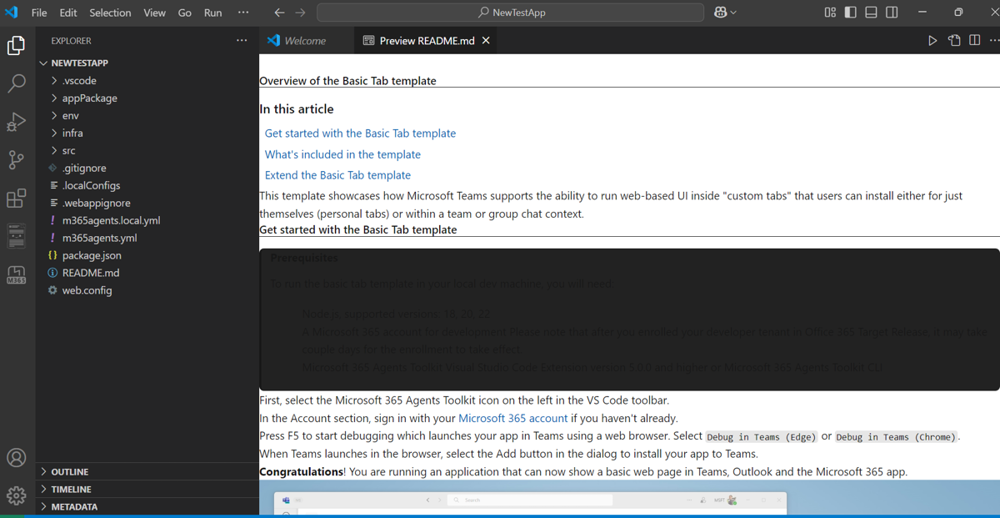 File Edit Selection View Go Run ...
NewTestApp
EXPLORER ...
Welcome
Preview README.md
NEWTESTAPP
.vscode
appPackage
env
infra
src
.gitignore
.localConfigs
.webappignore
m365agents.local.yml
m365agents.yml
package.json
README.md
web.config
OUTLINE
TIMELINE
METADATA
M365
Overview of the Basic Tab template
In this article
Get started with the Basic Tab template
What's included in the template
Extend the Basic Tab template
This template showcases how Microsoft Teams supports the ability to run web-based UI inside "custom tabs" that users can install either for just
themselves (personal tabs) or within a team or group chat context.
Get started with the Basic Tab template
Prerequisites
To run the basic tab template in your local dev machine, you will need:
Node.js, supported versions: 18, 20, 22
A Microsoft 365 account for development Please note that after you enrolled your developer tenant in Office 365 Target Release, it may take
couple days for the enrollment to take effect.
Microsoft 365 Agents Toolkit Visual Studio Code Extension version 5.0.0 and higher or Microsoft 365 Agents Toolkit CLI
First, select the Microsoft 365 Agents Toolkit icon on the left in the VS Code toolbar.
In the Account section, sign in with your Microsoft 365 account if you haven't already.
Press F5 to start debugging which launches your app in Teams using a web browser. Select Debug in Teams (Edge) or Debug in Teams (Chrome).
When Teams launches in the browser, select the Add button in the dialog to install your app to Teams.
Congratulations! You are running an application that can now show a basic web page in Teams, Outlook and the Microsoft 365 app.
Search